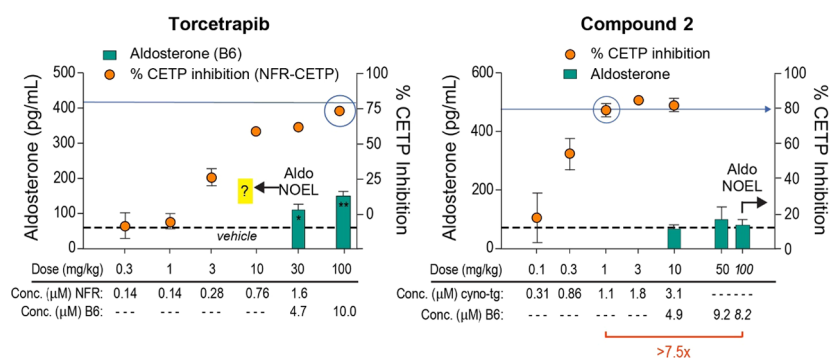 Torcetrapib
Aldosterone (B6)
% CETP inhibition (NFR-CETP)
Aldosterone (pg/mL)
500
400
300
200
100
0
100
75
50
25
0
% CETP Inhibition
?
Aldo
NOEL
vehicle
*
**
Dose (mg/kg) 0.3 1 3 10 30 100
Conc. (μM) NFR: 0.14 0.14 0.28 0.76 1.6
Conc. (μM) B6: --- --- --- --- 4.7 10.0
Compound 2
% CETP inhibition
Aldosterone
Aldosterone (pg/mL)
600
400
200
0
100
80
60
40
20
0
% CETP Inhibition
Aldo
NOEL
Dose (mg/kg) 0.1 0.3 1 3 10 50 100
Conc. (μM) cyno-tg: 0.31 0.86 1.1 1.8 3.1 ------
Conc. (μM) B6: --- --- --- --- 4.9 9.2 8.2
>7.5x